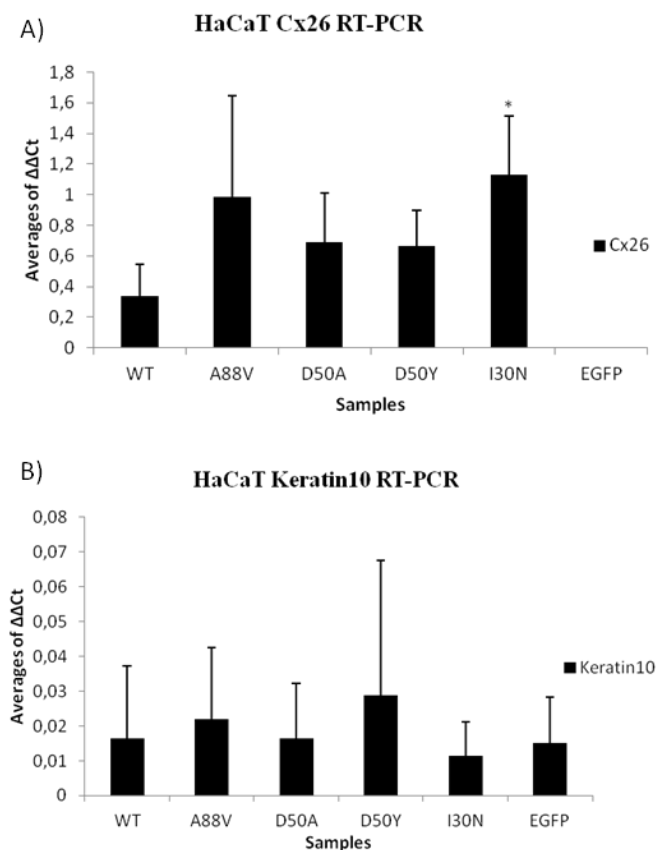 A)
HaCaT Cx26 RT-PCR
Averages of ΔΔCt
1,8
1,6
1,4
1,2
1
0,8
0,6
0,4
0,2
0
*
WT A88V D50A D50Y I30N EGFP
Samples
Cx26
B)
HaCaT Keratin10 RT-PCR
Averages of ΔΔCt
0,08
0,07
0,06
0,05
0,04
0,03
0,02
0,01
0
WT A88V D50A D50Y I30N EGFP
Samples
Keratin10